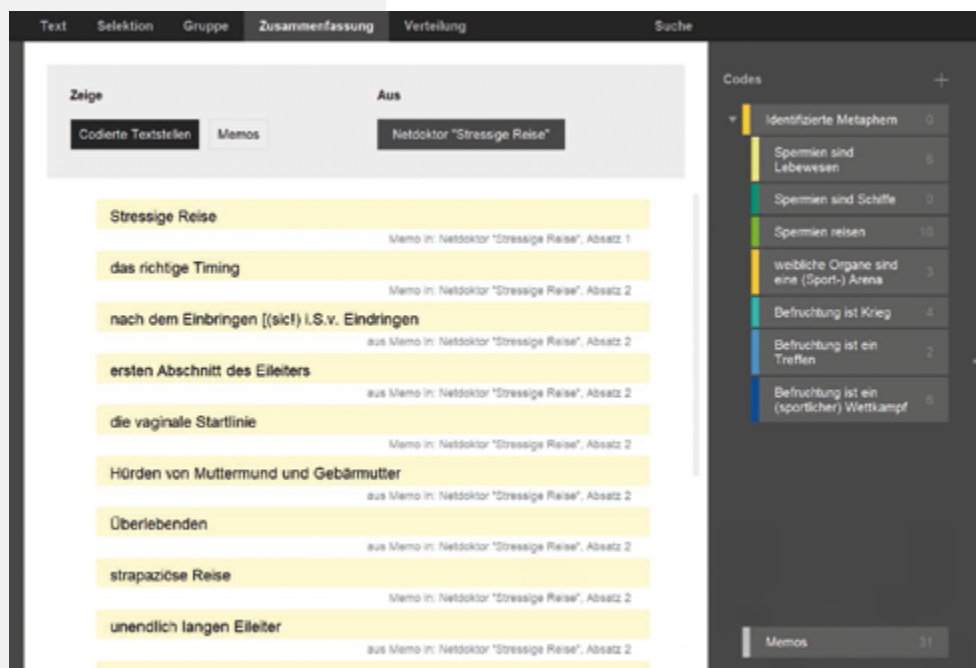 Text Selektion Gruppe Zusammenfassung Verteilung Suche
Zeige Aus
Codierte Textstellen Memos Netdoktor "Stressige Reise"
Stressige Reise
Memo in: Netdoktor "Stressige Reise", Absatz 1
das richtige Timing
Memo in: Netdoktor "Stressige Reise", Absatz 2
nach dem Einbringen [(sic!) i.S.v. Eindringen
aus Memo in: Netdoktor "Stressige Reise", Absatz 2
ersten Abschnitt des Eileiters
aus Memo in: Netdoktor "Stressige Reise", Absatz 2
die vaginale Startlinie
Memo in: Netdoktor "Stressige Reise", Absatz 2
Hürden von Muttermund und Gebärmutter
aus Memo in: Netdoktor "Stressige Reise", Absatz 2
Überlebenden
aus Memo in: Netdoktor "Stressige Reise", Absatz 2
strapaziöse Reise
Memo in: Netdoktor "Stressige Reise", Absatz 2
unendlich langen Eileiter
aus Memo in: Netdoktor "Stressige Reise", Absatz 2
Codes +
Identifizierte Metaphern 0
Spermien sind
Lebewesen 6
Spermien sind Schiffe 0
Spermien reisen 10
weibliche Organe sind
eine (Sport-) Arena 3
Befruchtung ist Krieg 4
Befruchtung ist ein
Treffen 2
Befruchtung ist ein
(sportlicher) Wettkampf 6
Memos 31